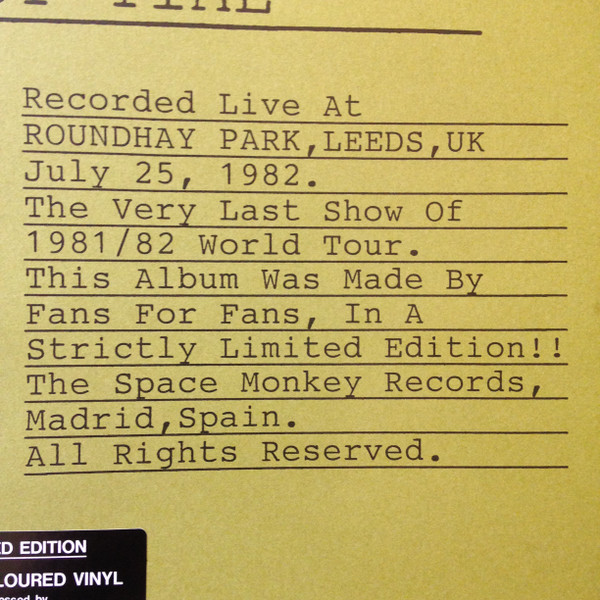 Recorded Live At
ROUNDHAY PARK,LEEDS,UK
July 25, 1982.
The Very Last Show Of
1981/82 World Tour.
This Album Was Made By
Fans For Fans, In A
Strictly Limited Edition!!
The Space Monkey Records,
Madrid,Spain.
All Rights Reserved.
EDITION
VINYL
by